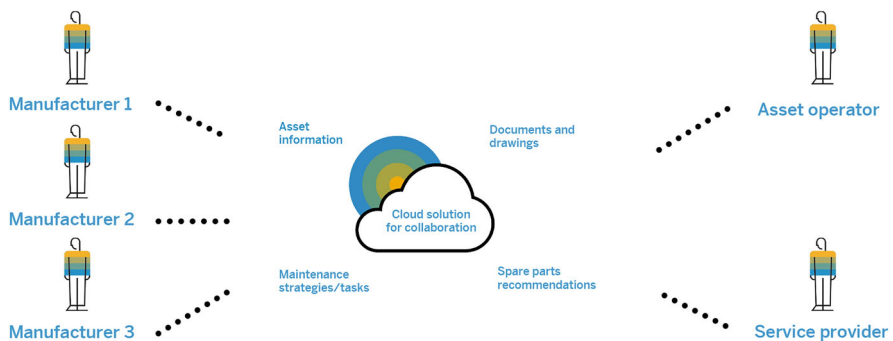 Manufacturer 1
Manufacturer 2
Manufacturer 3
Asset
information
Documents and
drawings
Cloud solution
for collaboration
Maintenance
strategies/tasks
Spare parts
recommendations
Asset operator
Service provider